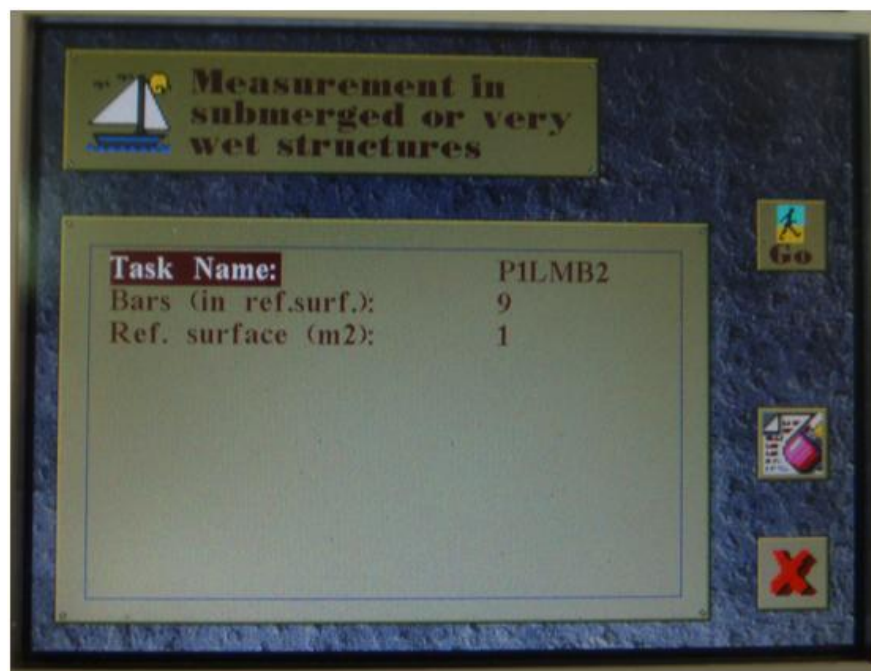 Measurement in
submerged or very
wet structures
Task Name: P1LMB2
Bars (in ref.surf.): 9
Ref. surface (m2): 1
Go